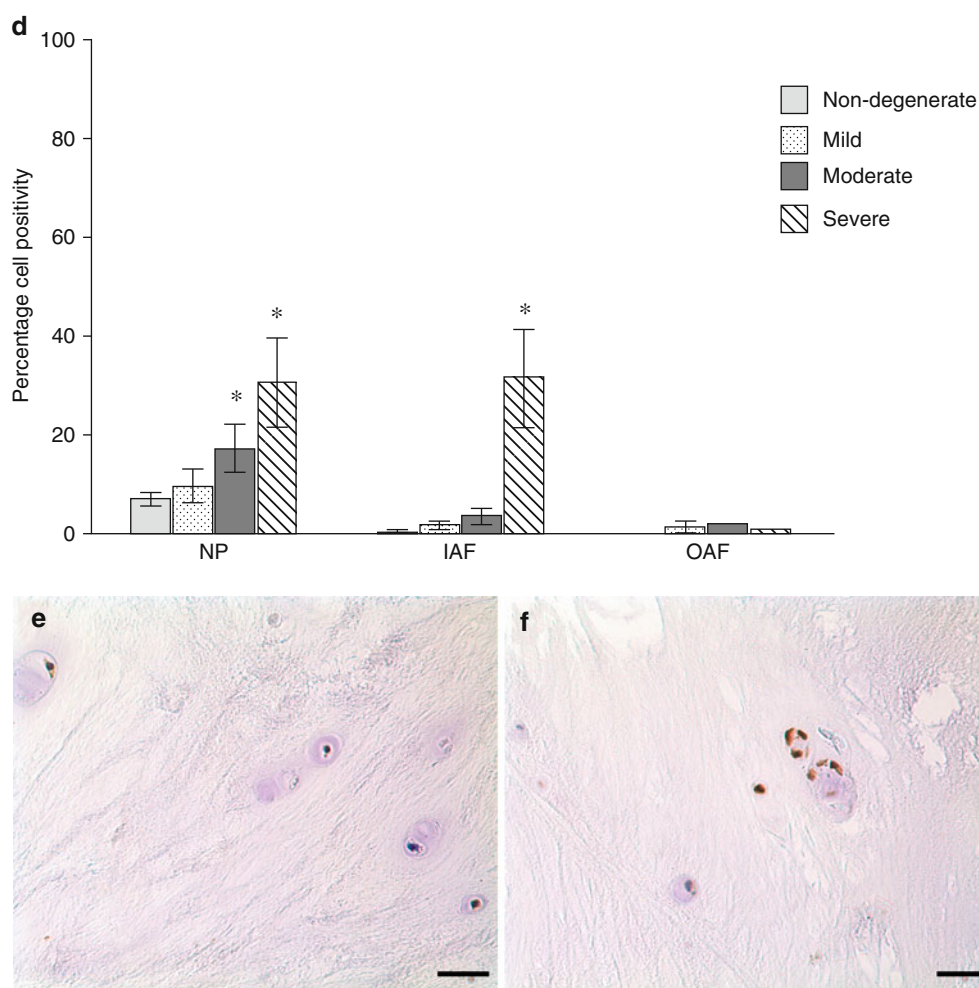 d
100
80
60
40
20
0
Percentage cell positivity
Non-degenerate
Mild
Moderate
Severe
*
*
*
NP
IAF
OAF
e
f